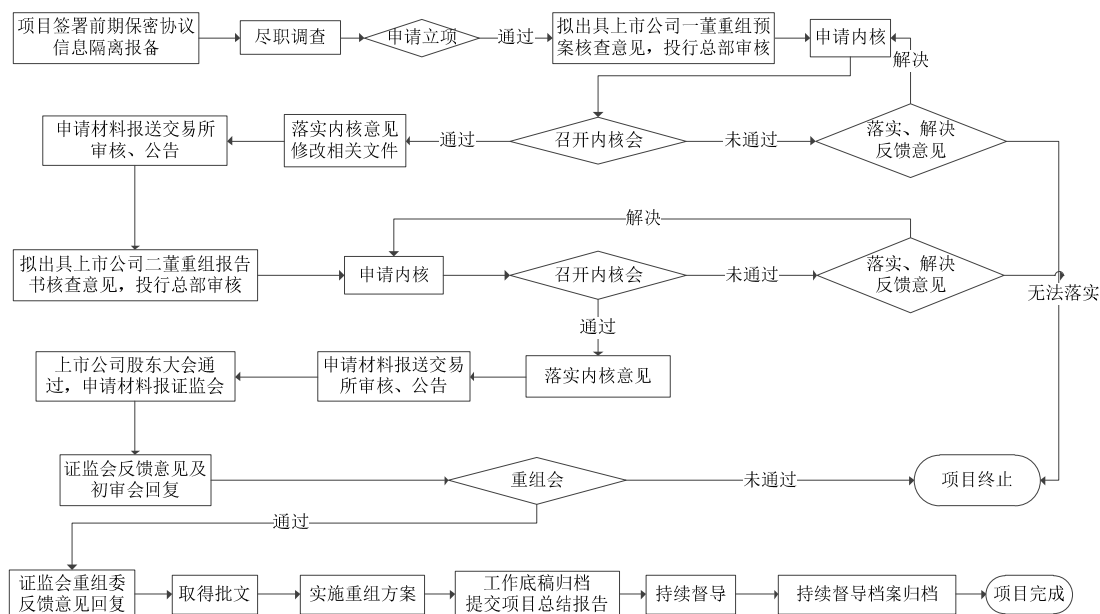 项目签署前期保密协议
信息隔离报备
尽职调查
申请立项
通过
拟出具上市公司一董重组预
案核查意见，投行总部审核
申请内核
解决
申请材料报送交易所
审核、公告
落实内核意见
修改相关文件
通过
召开内核会
未通过
落实、解决
反馈意见
解决
拟出具上市公司二董重组报告
书核查意见，投行总部审核
申请内核
召开内核会
未通过
落实、解决
反馈意见
无法落实
通过
上市公司股东大会通
过，申请材料报证监会
申请材料报送交易
所审核、公告
落实内核意见
证监会反馈意见及
初审会回复
重组会
未通过
项目终止
通过
证监会重组委
反馈意见回复
取得批文
实施重组方案
工作底稿归档
提交项目总结报告
持续督导
持续督导档案归档
项目完成